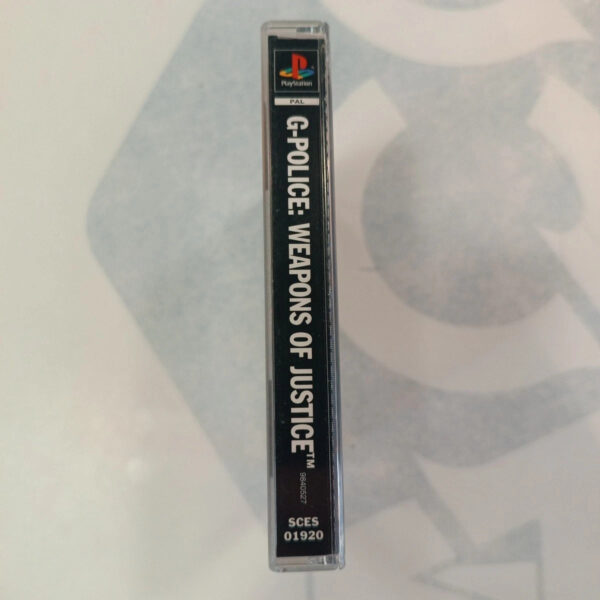 PlayStation
PAL
G-POLICE: WEAPONS OF JUSTICE™
9840527
SCES
01920